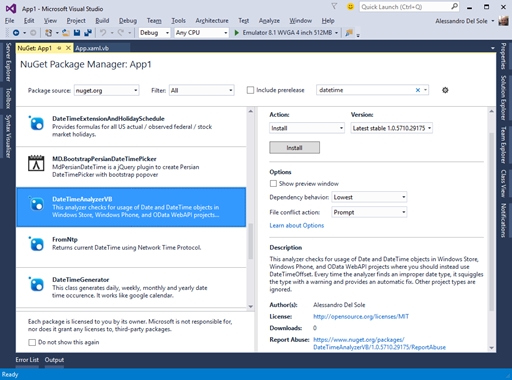 App1 - Microsoft Visual Studio
Quick Launch (Ctrl+Q)
File Edit View Project Build Debug Team Tools Architecture Test Analyze Window Help
Alessandro Del Sole
Debug Any CPU Emulator 8.1 WVGA 4 inch 512MB
Server Explorer
Toolbox
Syntax Visualizer
NuGet: App1 App.xaml.vb
NuGet Package Manager: App1
Package source: nuget.org Filter: All Include prerelease datetime
DateTimeExtensionAndHolidaySchedule
Provides formulas for all US actual / observed federal / stock
market holidays.
MD.BootstrapPersianDateTimePicker
MdPersianDateTime is a jQuery plugin to create Persian
DateTimePicker with bootstrap popover
DateTimeAnalyzerVB
This analyzer checks for usage of Date and DateTime objects in
Windows Store, Windows Phone, and OData WebAPI projects...
FromNtp
Returns current DateTime using Network Time Protocol.
DateTimeGenerator
This class generates daily, weekly, monthly and yearly date
time occurence. It works like google calendar.
Each package is licensed to you by its owner. Microsoft is not responsible for,
nor does it grant any licenses to, third-party packages.
Do not show this again
Action: Version:
Install Latest stable 1.0.5710.29175
Install
Options
Show preview window
Dependency behavior: Lowest
File conflict action: Prompt
Learn about Options
Description
This analyzer checks for usage of Date and DateTime objects in Windows Store,
Windows Phone, and OData WebAPI projects where you should instead use
DateTimeOffset. Every time the analyzer finds an improper date type, it squiggles
the type with a warning and provides an automatic fix. Other project types are
ignored.
Author(s): Alessandro Del Sole
License: http://opensource.org/licenses/MIT
Downloads: 0
Report Abuse: https://www.nuget.org/packages/
DateTimeAnalyzerVB/1.0.5710.29175/ReportAbuse
Properties
Solution Explorer
Team Explorer
Class View
Notifications
Error List Output
Ready